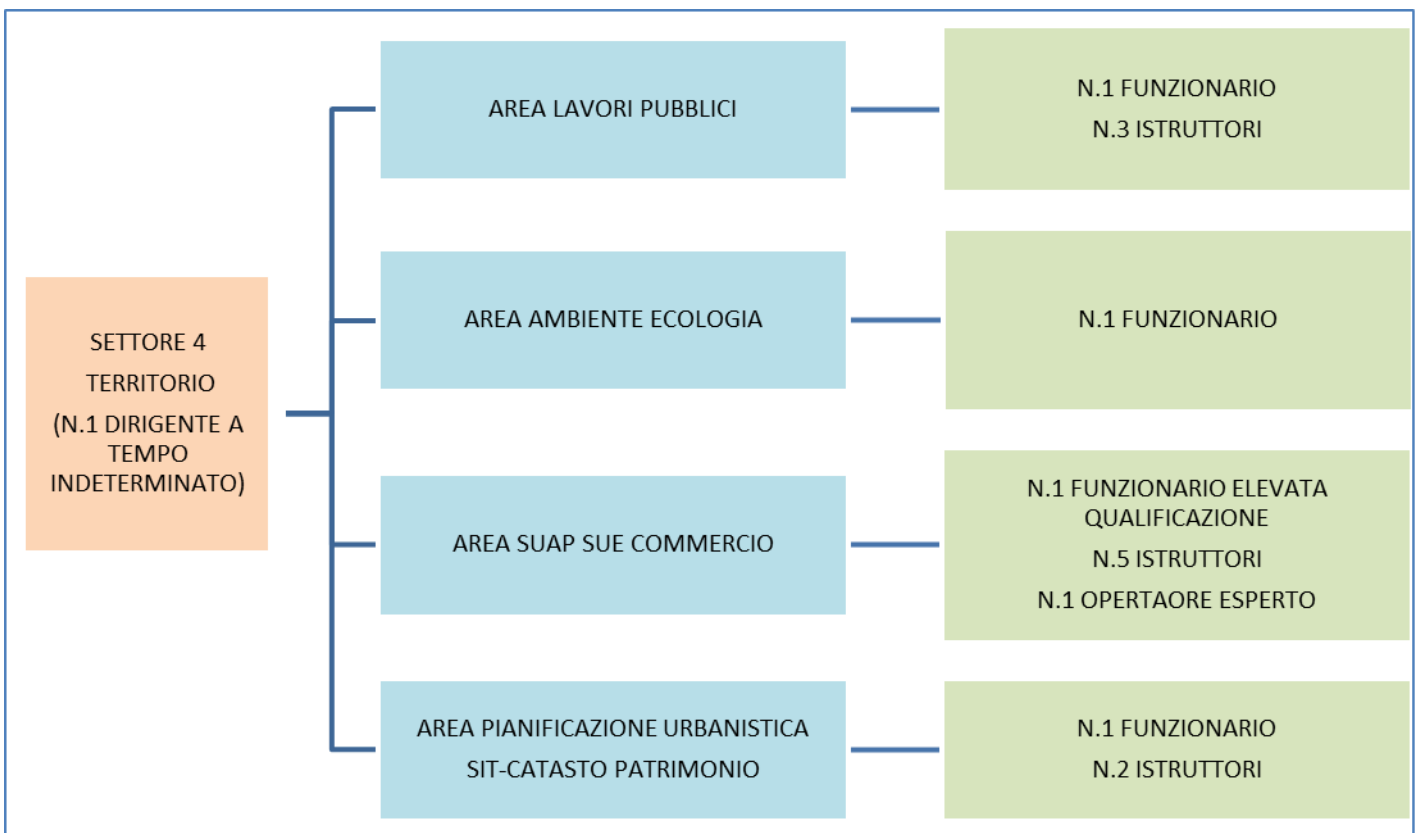 SETTORE 4
TERRITORIO
(N.1 DIRIGENTE A
TEMPO
INDETERMINATO)
AREA LAVORI PUBBLICI
N.1 FUNZIONARIO
N.3 ISTRUTTORI
AREA AMBIENTE ECOLOGIA
N.1 FUNZIONARIO
AREA SUAP SUE COMMERCIO
N.1 FUNZIONARIO ELEVATA
QUALIFICAZIONE
N.5 ISTRUTTORI
N.1 OPERTAORE ESPERTO
AREA PIANIFICAZIONE URBANISTICA
SIT-CATASTO PATRIMONIO
N.1 FUNZIONARIO
N.2 ISTRUTTORI